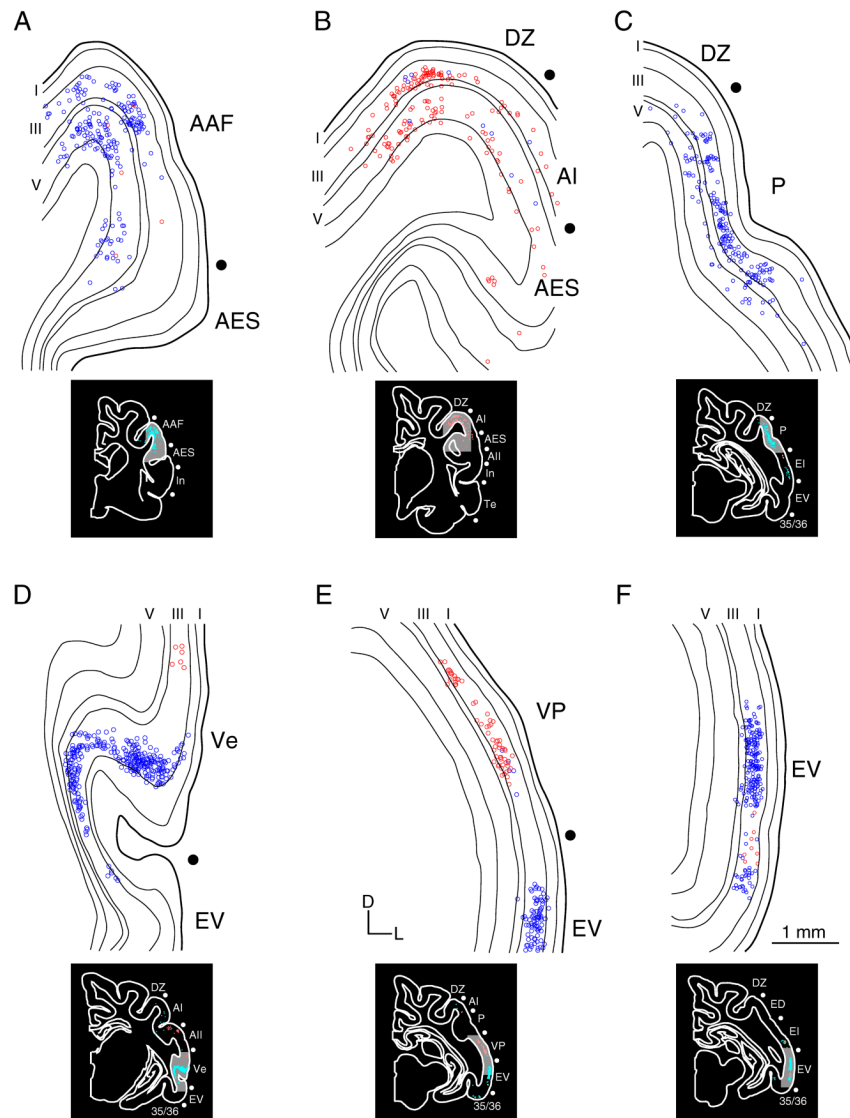 A
I
III
V
AAF
AES
B
DZ
I
III
V
AI
AES
C
I
III
V
DZ
P
AAF
AES
In
DZ
AI
AES
AII
In
Te
DZ
P
EI
EV
35/36
D
V III I
Ve
EV
E
V III I
VP
D
L
EV
F
V III I
EV
1 mm
DZ
AI
AII
Ve
EV
35/36
DZ
AI
P
VP
EV
35/36
DZ
ED
EI
EV
35/36